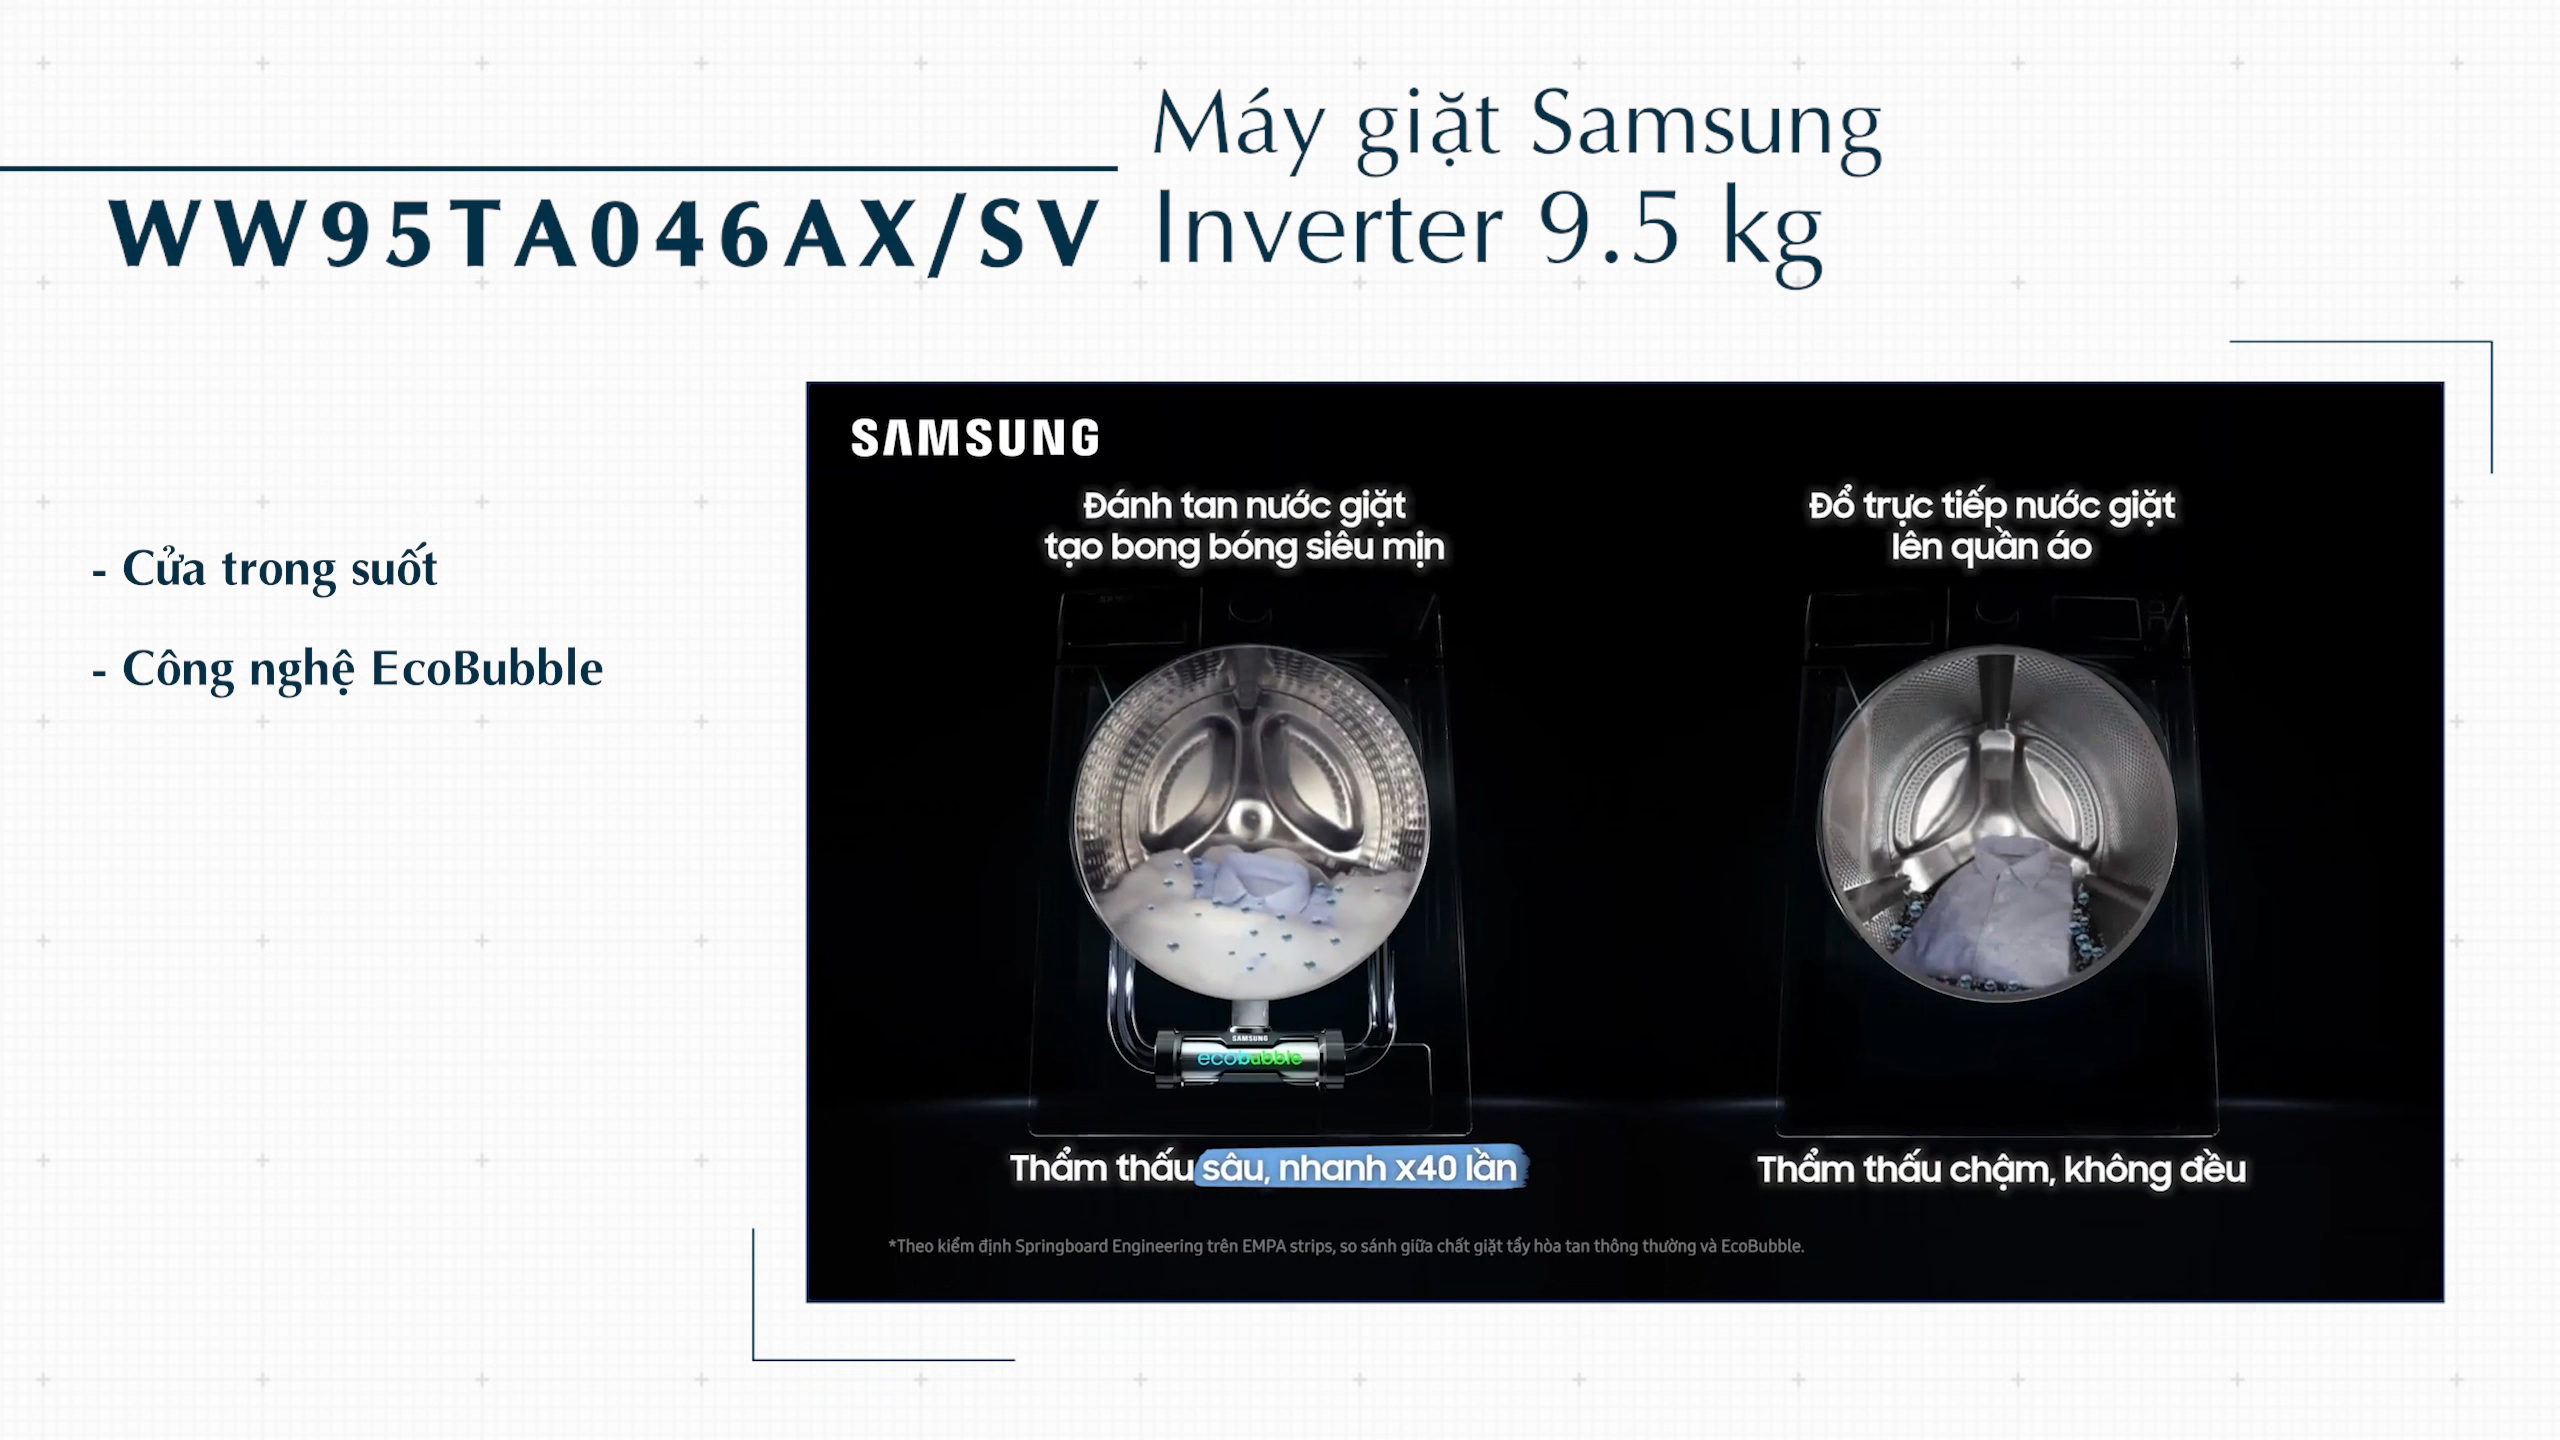 Máy giặt Samsung
Inverter 9.5 kg
WW95TA046AX/SV
- Cửa trong suốt
- Công nghệ EcoBubble
SAMSUNG
Đánh tan nước giặt
tạo bong bóng siêu mịn
Đổ trực tiếp nước giặt
lên quần áo
SAMSUNG
ecobubble
Thẩm thấu sâu, nhanh x40 lần
Thẩm thấu chậm, không đều
*Theo kiểm định Springboard Engineering trên EMPA strips, so sánh giữa chất giặt tẩy hòa tan thông thường và EcoBubble.